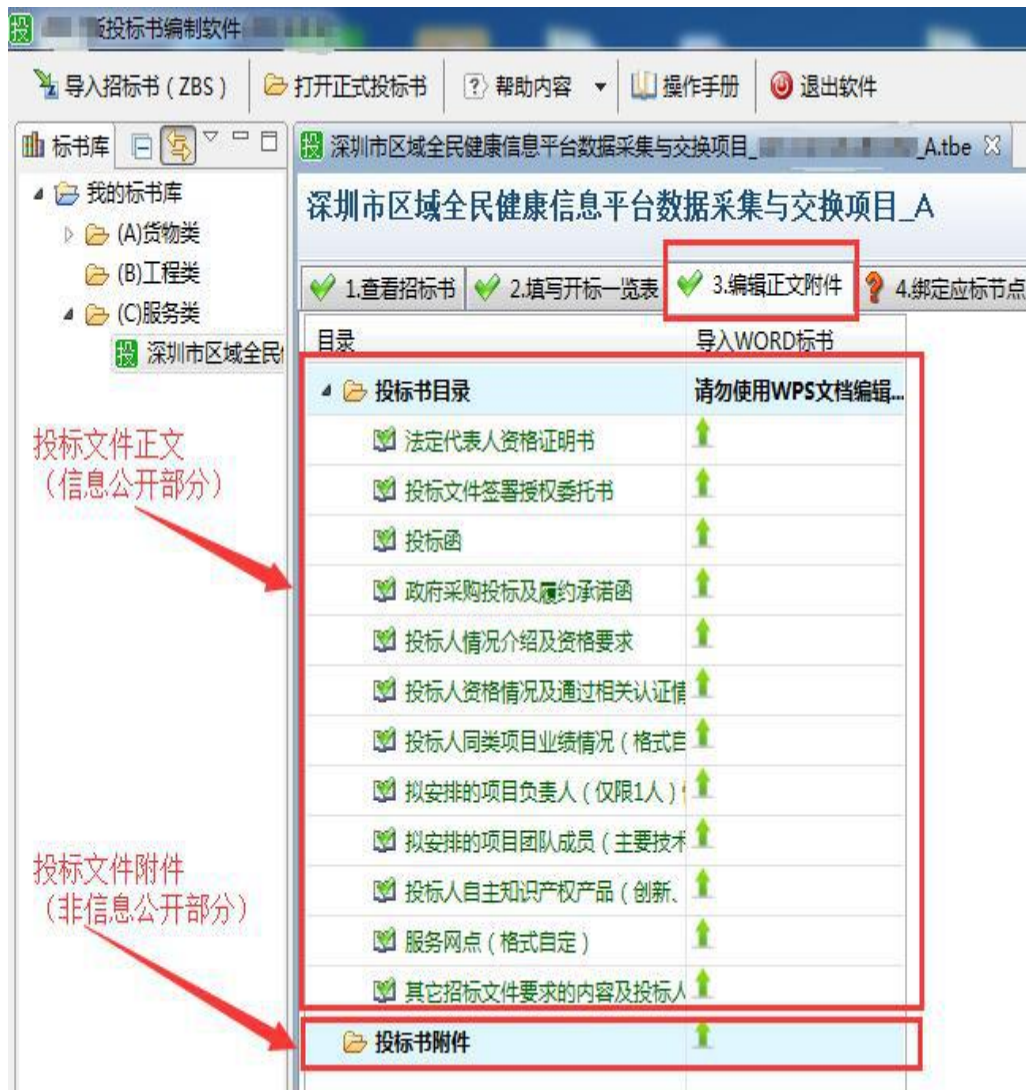 投标书编制软件
导入招标书（ZBS） 打开正式投标书 帮助内容 操作手册 退出软件
标书库
深圳市区域全民健康信息平台数据采集与交换项目_ _A.tbe
我的标书库
(A)货物类
(B)工程类
(C)服务类
深圳市区域全民
深圳市区域全民健康信息平台数据采集与交换项目_A
1.查看招标书 2.填写开标一览表 3.编辑正文附件 4.绑定应标节点
目录 导入WORD标书
投标书目录 请勿使用WPS文档编辑...
法定代表人资格证明书
投标文件签署授权委托书
投标函
政府采购投标及履约承诺函
投标人情况介绍及资格要求
投标人资格情况及通过相关认证情
投标人同类项目业绩情况（格式自
拟安排的项目负责人（仅限1人）
拟安排的项目团队成员（主要技术
投标人自主知识产权产品（创新、
服务网点（格式自定）
其它招标文件要求的内容及投标人
投标书附件
投标文件正文
（信息公开部分）
投标文件附件
（非信息公开部分）